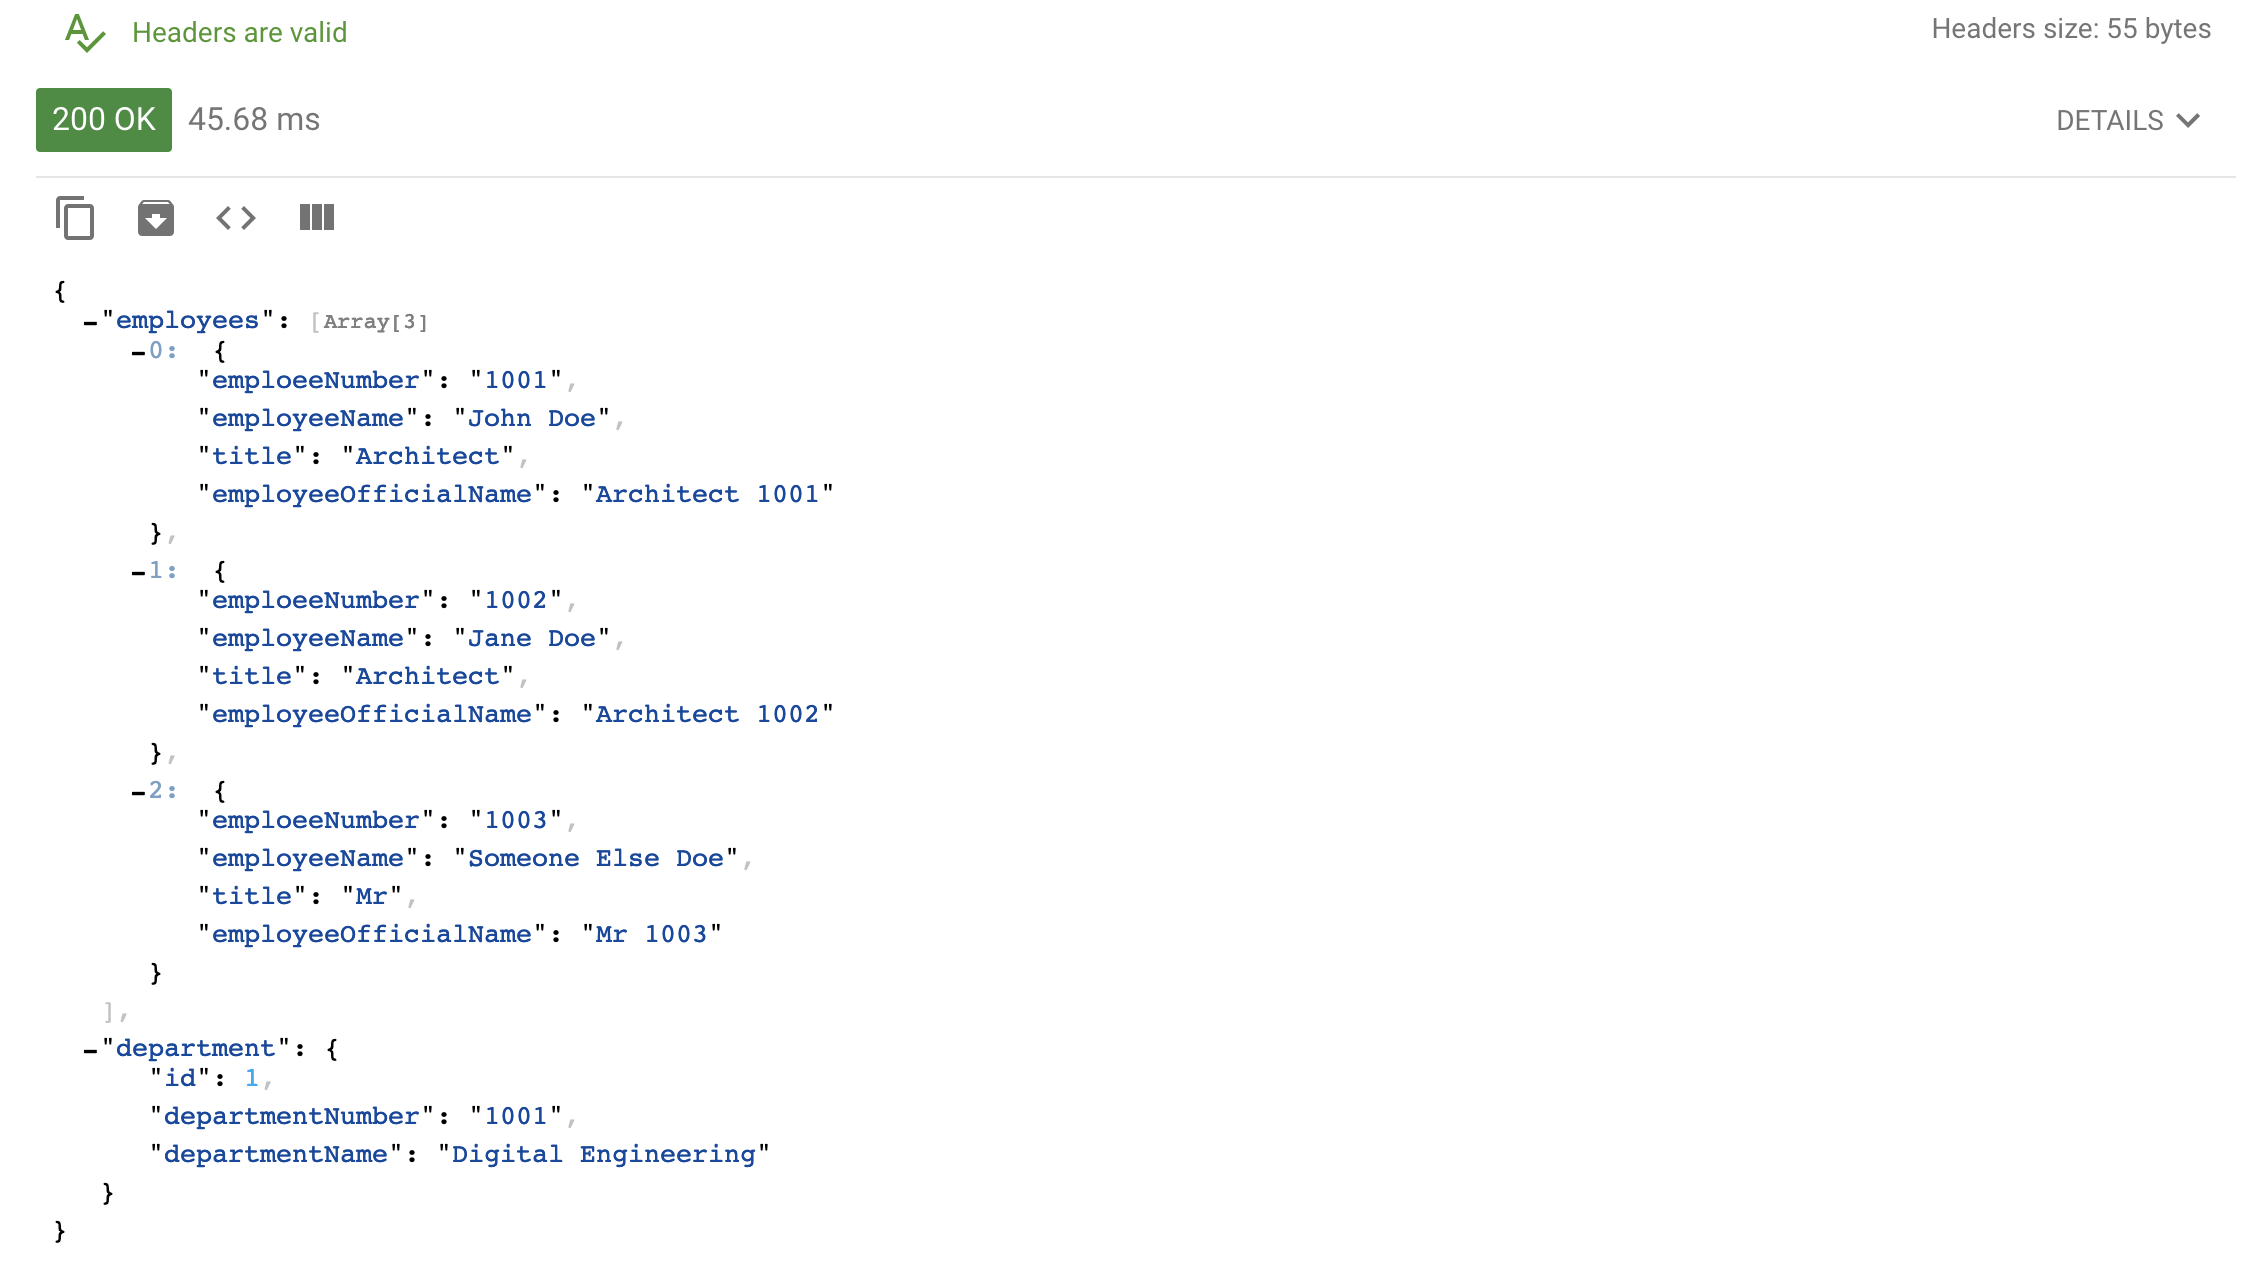 Headers are valid
Headers size: 55 bytes
200 OK 45.68 ms
DETAILS
{
–"employees": [Array[3]
–0: {
"emploeeNumber": "1001",
"employeeName": "John Doe",
"title": "Architect",
"employeeOfficialName": "Architect 1001"
},
–1: {
"emploeeNumber": "1002",
"employeeName": "Jane Doe",
"title": "Architect",
"employeeOfficialName": "Architect 1002"
},
–2: {
"emploeeNumber": "1003",
"employeeName": "Someone Else Doe",
"title": "Mr",
"employeeOfficialName": "Mr 1003"
}
],
–"department": {
"id": 1,
"departmentNumber": "1001",
"departmentName": "Digital Engineering"
}
}